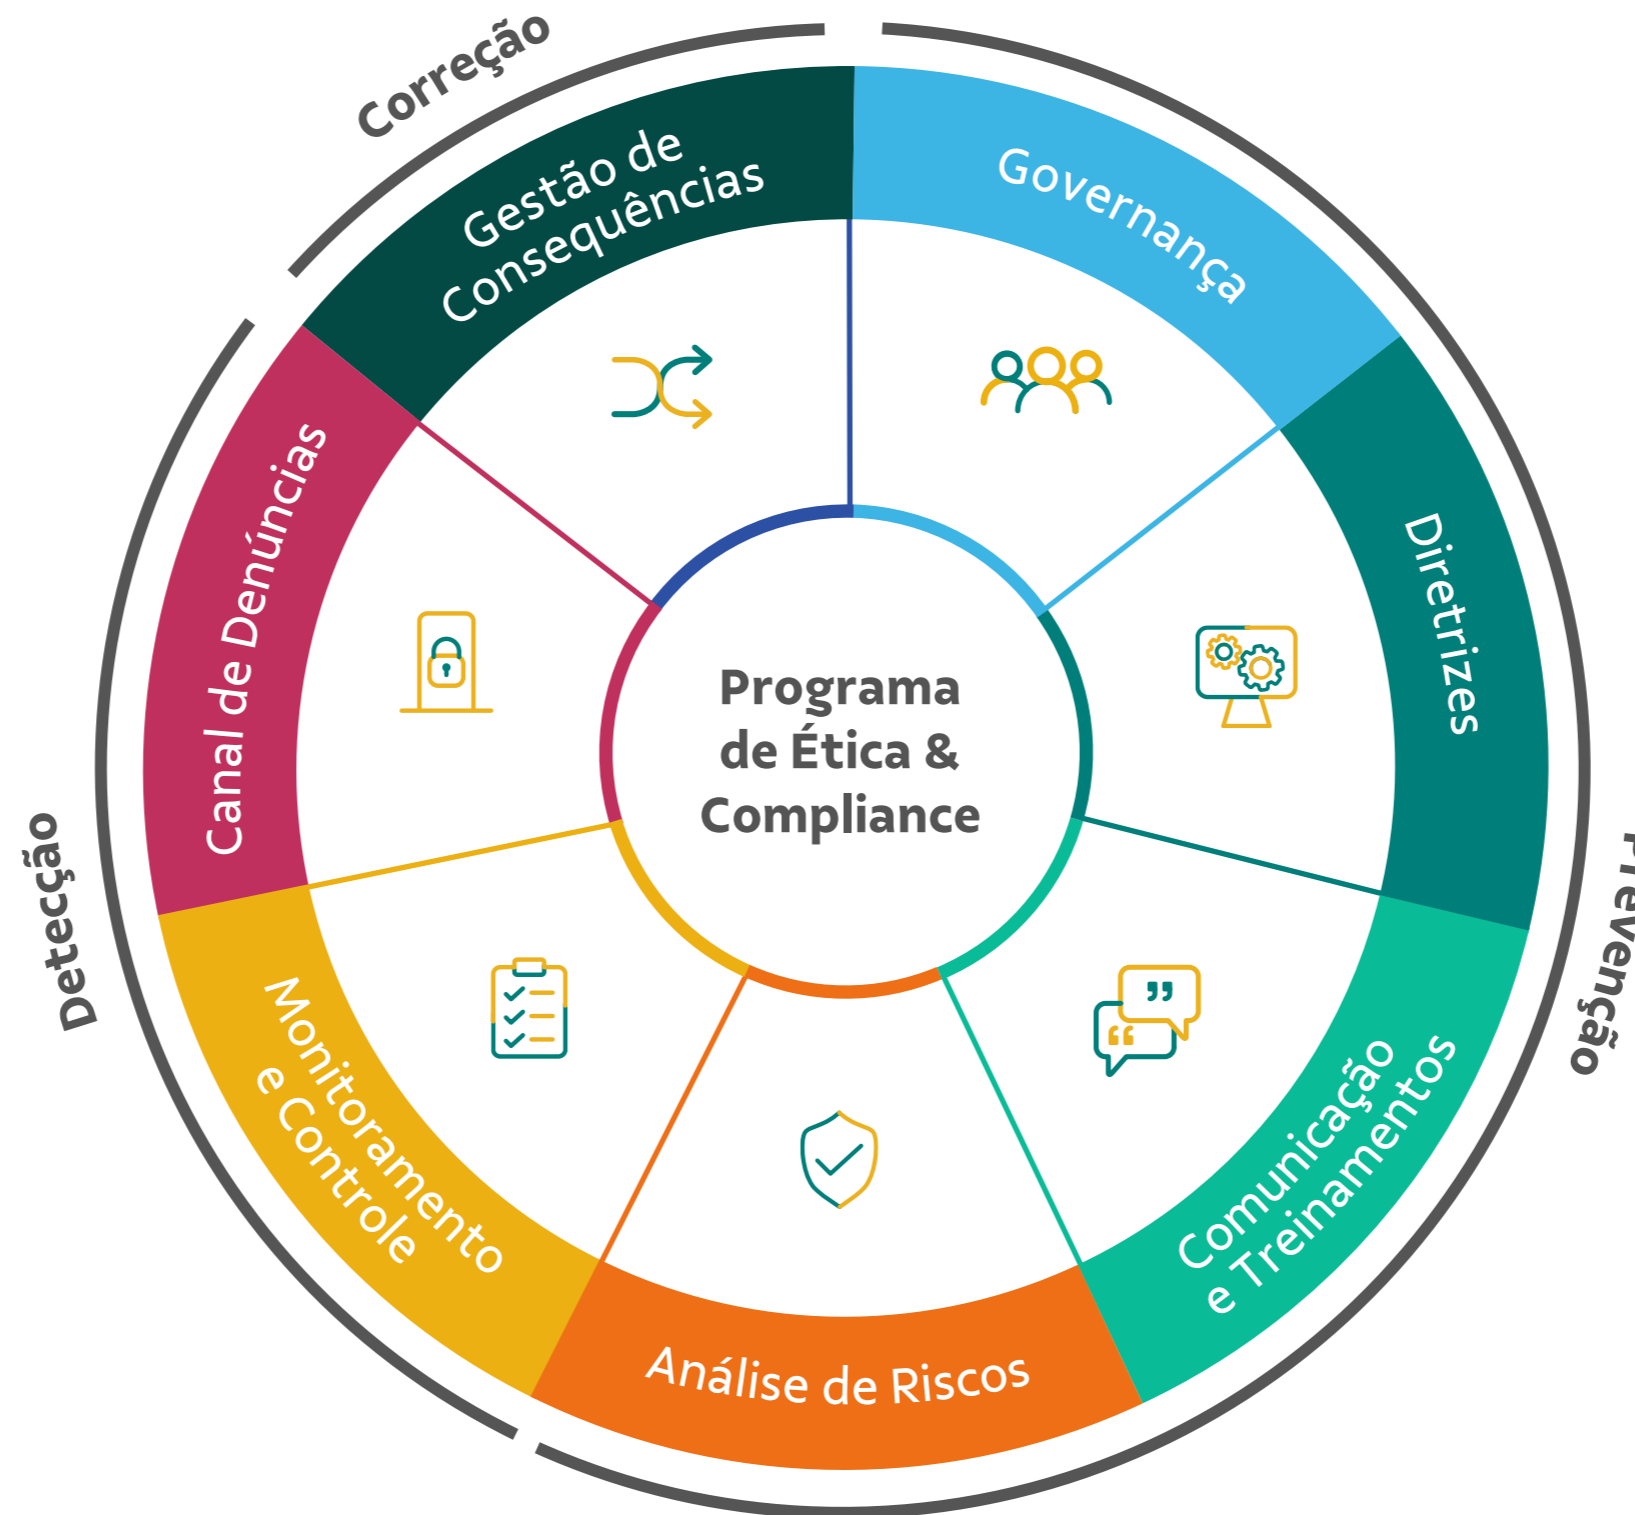 Correção
Gestão de
Consequências
Governança
Diretrizes
Canal de Denúncias
Programa
de Ética &
Compliance
Detecção
Prevenção
Monitoramento
e Controle
Comunicação
e Treinamentos
Análise de Riscos